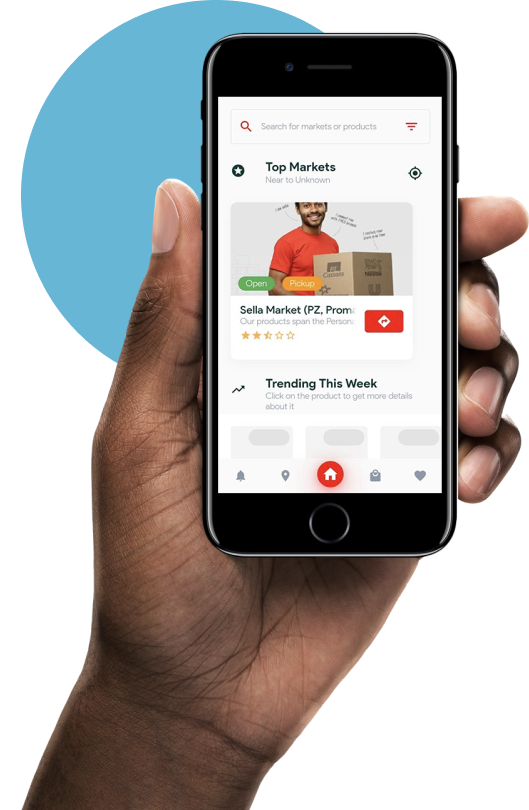 Search for markets or products
Top Markets
Near to Unknown
Open
Pickup
Sella Market (PZ, Prom
Our products span the Person
Trending This Week
Click on the product to get more details
about it